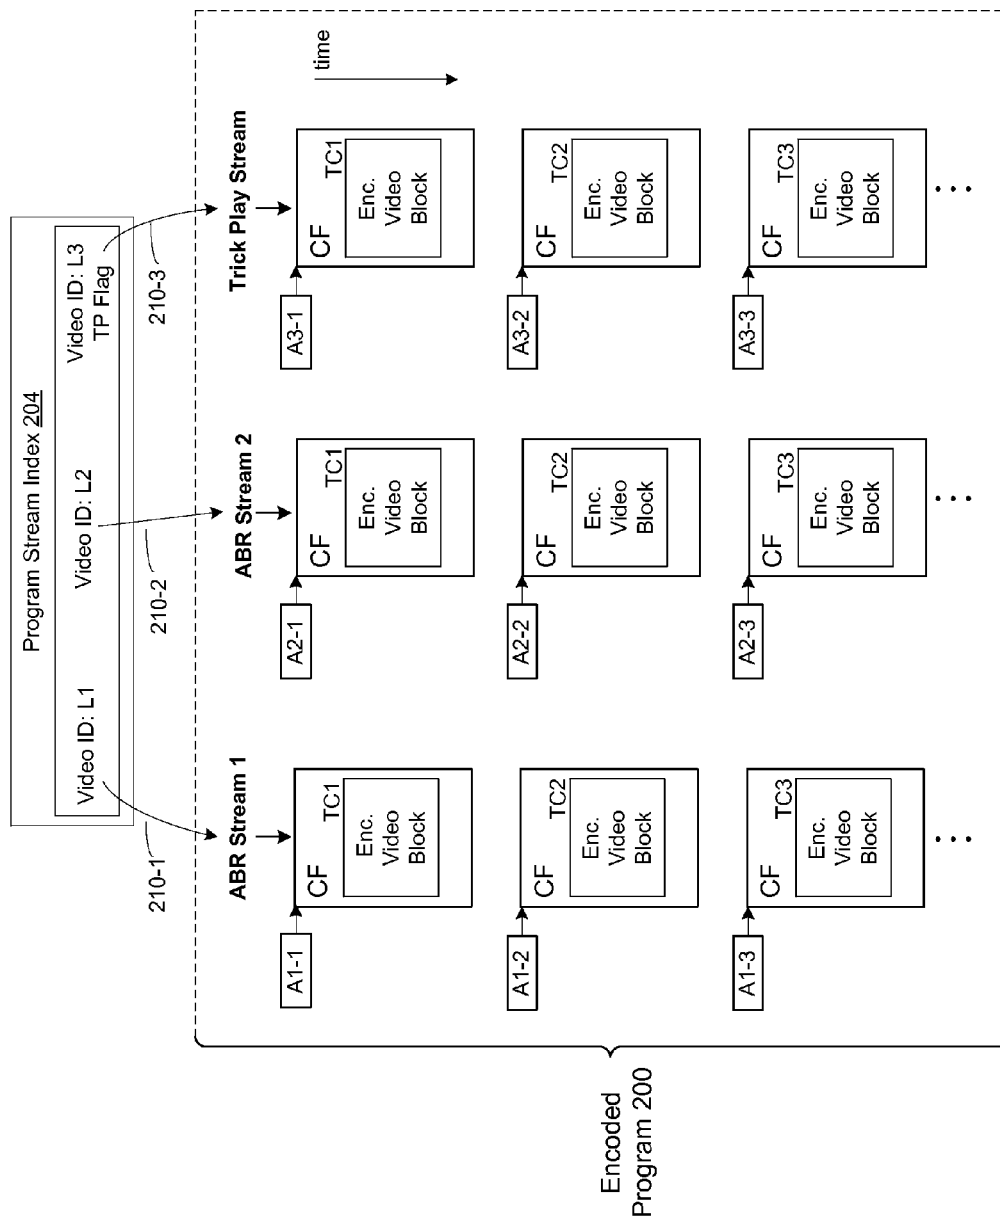 Program Stream Index 204
Video ID: L1
Video ID: L2
Video ID: L3
TP Flag
210-1
210-2
210-3
ABR Stream 1
ABR Stream 2
Trick Play Stream
time
A1-1
CF
TC1
Enc.
Video
Block
A2-1
CF
TC1
Enc.
Video
Block
A3-1
CF
TC1
Enc.
Video
Block
A1-2
CF
TC2
Enc.
Video
Block
A2-2
CF
TC2
Enc.
Video
Block
A3-2
CF
TC2
Enc.
Video
Block
A1-3
CF
TC3
Enc.
Video
Block
A2-3
CF
TC3
Enc.
Video
Block
A3-3
CF
TC3
Enc.
Video
Block
Encoded
Program 200